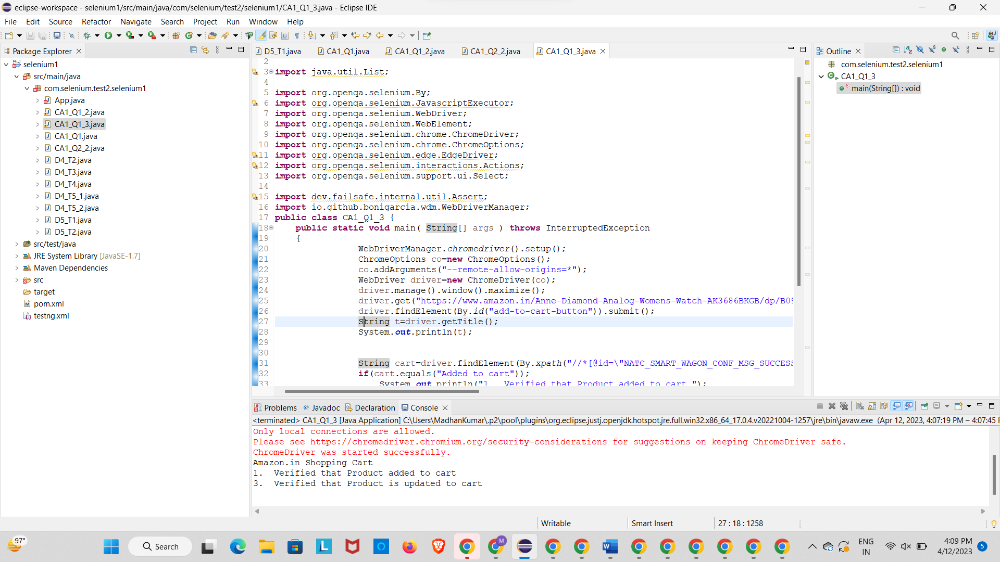 eclipse-workspace - selenium1/src/main/java/com/selenium/test2/selenium1/CA1_Q1_3.java - Eclipse IDE
File Edit Source Refactor Navigate Search Project Run Window Help
Package Explorer
selenium1
src/main/java
com.selenium.test2.selenium1
App.java
CA1_Q1_2.java
CA1_Q1_3.java
CA1_Q1.java
CA1_Q2_2.java
D4_T2.java
D4_T3.java
D4_T4.java
D4_T5_1.java
D4_T5_2.java
D5_T1.java
D5_T2.java
src/test/java
JRE System Library [JavaSE-1.7]
Maven Dependencies
src
target
pom.xml
testng.xml
D5_T1.java CA1_Q1.java CA1_Q1_2.java CA1_Q2_2.java CA1_Q1_3.java
2
3 import java.util.List;
4
5 import org.openqa.selenium.By;
6 import org.openqa.selenium.JavascriptExecutor;
7 import org.openqa.selenium.WebDriver;
8 import org.openqa.selenium.WebElement;
9 import org.openqa.selenium.chrome.ChromeDriver;
10 import org.openqa.selenium.chrome.ChromeOptions;
11 import org.openqa.selenium.edge.EdgeDriver;
12 import org.openqa.selenium.interactions.Actions;
13 import org.openqa.selenium.support.ui.Select;
14
15 import dev.failsafe.internal.util.Assert;
16 import io.github.bonigarcia.wdm.WebDriverManager;
17 public class CA1_Q1_3 {
18 public static void main( String[] args ) throws InterruptedException
19 {
20 WebDriverManager.chromedriver().setup();
21 ChromeOptions co=new ChromeOptions();
22 co.addArguments("--remote-allow-origins=*");
23 WebDriver driver=new ChromeDriver(co);
24 driver.manage().window().maximize();
25 driver.get("https://www.amazon.in/Anne-Diamond-Analog-Womens-Watch-AK3686BKGB/dp/B09
26 driver.findElement(By.id("add-to-cart-button")).submit();
27 String t=driver.getTitle();
28 System.out.println(t);
29
30
31 String cart=driver.findElement(By.xpath("//*[@id=\"NATC_SMART_WAGON_CONF_MSG_SUCCESS
32 if(cart.equals("Added to cart"));
33 System.out.println("1. Verified that Product added to cart ");
Outline
com.selenium.test2.selenium1
CA1_Q1_3
main(String[]) : void
Problems Javadoc Declaration Console
<terminated> CA1_Q1_3 [Java Application] C:\Users\MadhanKumar\.p2\pool\plugins\org.eclipse.justj.openjdk.hotspot.jre.full.win32.x86_64_17.0.4.v20221004-1257\jre\bin\javaw.exe (Apr 12, 2023, 4:07:19 PM – 4:07:45 P
Only local connections are allowed.
Please see https://chromedriver.chromium.org/security-considerations for suggestions on keeping ChromeDriver safe.
ChromeDriver was started successfully.
Amazon.in Shopping Cart
1. Verified that Product added to cart
3. Verified that Product is updated to cart
Writable Smart Insert 27 : 18 : 1258
97°
Search
M
ENG
IN
4:09 PM
4/12/2023
5